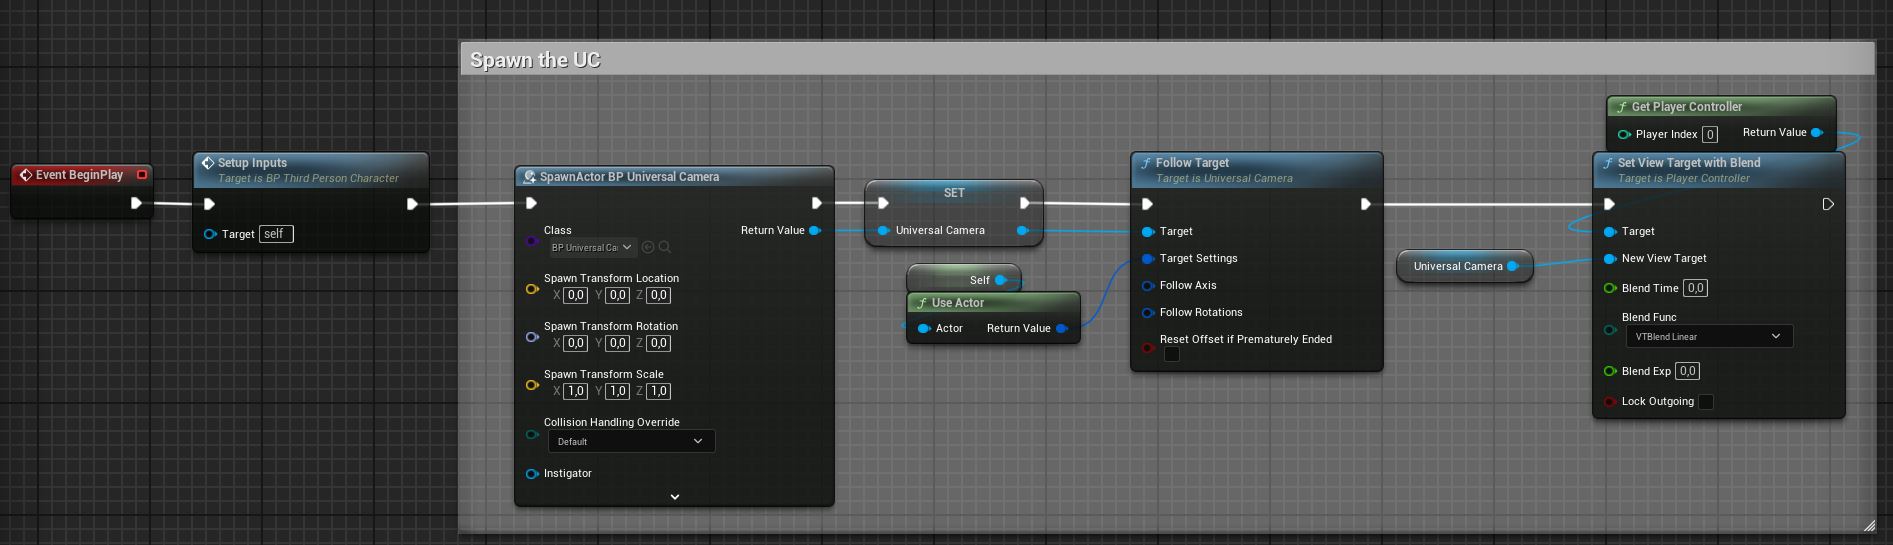 Spawn the UC
Event BeginPlay
Setup Inputs
Target is BP Third Person Character
Target self
SpawnActor BP Universal Camera
Class
BP Universal Ca
Return Value
Spawn Transform Location
X 0,0 Y 0,0 Z 0,0
Spawn Transform Rotation
X 0,0 Y 0,0 Z 0,0
Spawn Transform Scale
X 1,0 Y 1,0 Z 1,0
Collision Handling Override
Default
Instigator
SET
Universal Camera
Self
f Use Actor
Actor Return Value
f Follow Target
Target is Universal Camera
Target
Target Settings
Follow Axis
Follow Rotations
Reset Offset if Prematurely Ended
Universal Camera
f Get Player Controller
Player Index 0 Return Value
f Set View Target with Blend
Target is Player Controller
Target
New View Target
Blend Time 0,0
Blend Func
VTBlend Linear
Blend Exp 0,0
Lock Outgoing